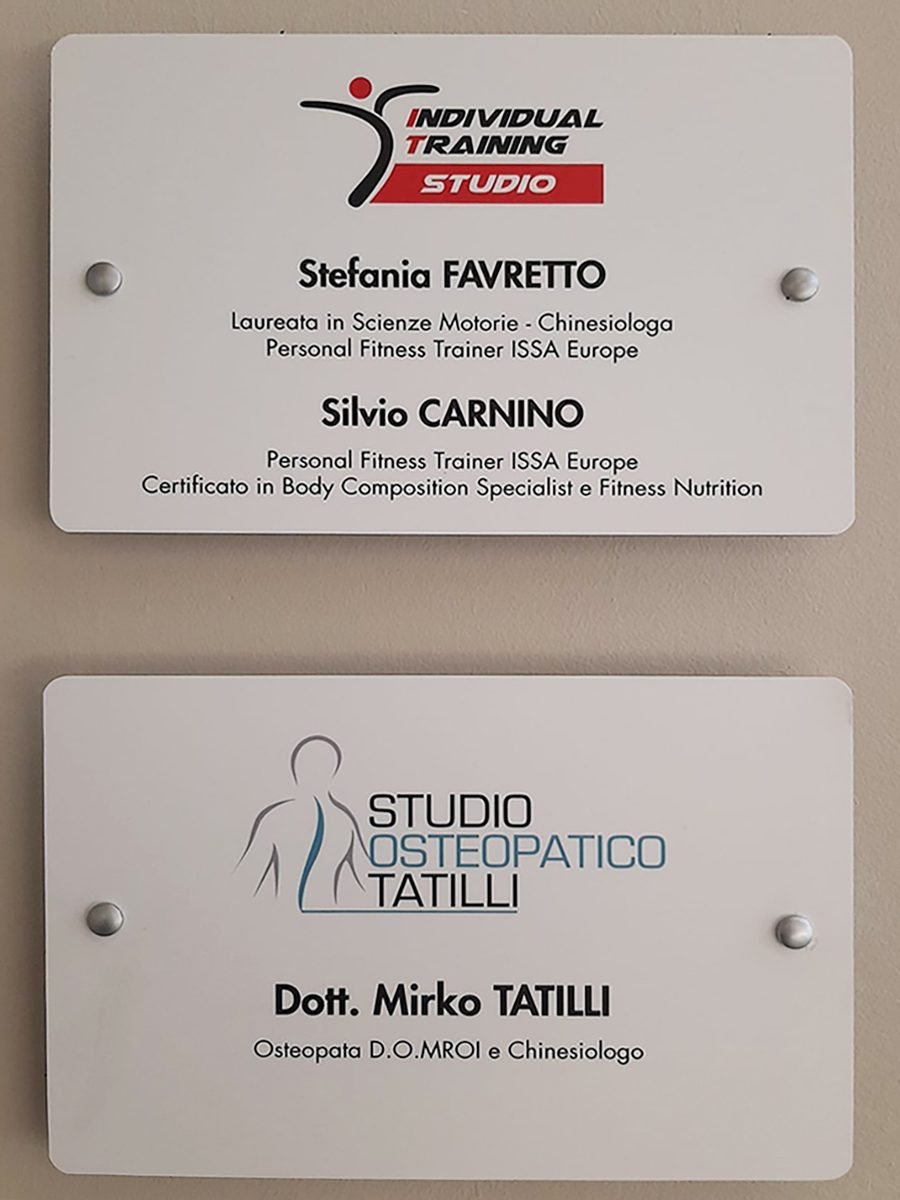 INDIVIDUAL
TRAINING
STUDIO
Stefania FAVRETTO
Laureata in Scienze Motorie - Chinesiologa
Personal Fitness Trainer ISSA Europe
Silvio CARNINO
Personal Fitness Trainer ISSA Europe
Certificato in Body Composition Specialist e Fitness Nutrition
STUDIO
OSTEOPATICO
TATILLI
Dott. Mirko TATILLI
Osteopata D.O.MROI e Chinesiologo